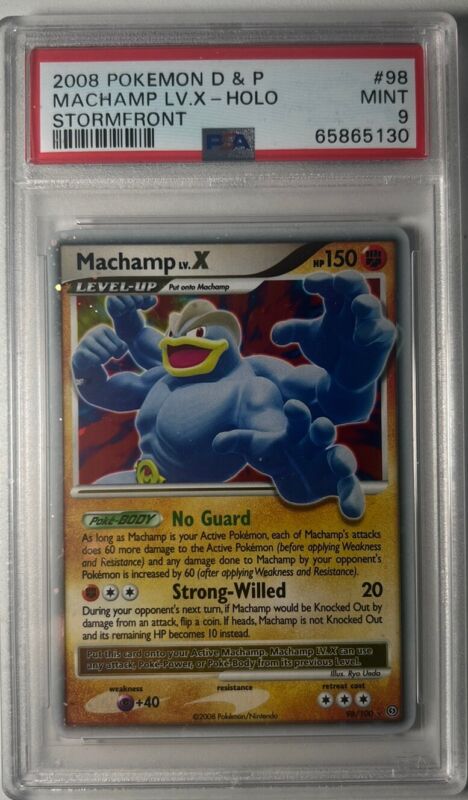 2008 POKEMON D & P #98
MACHAMP LV.X - HOLO MINT
STORMFRONT 9
PSA 65865130
Machamp LV.X HP150
LEVEL-UP Put onto Machamp
Poké-BODY No Guard
As long as Machamp is your Active Pokémon, each of Machamp's attacks
does 60 more damage to the Active Pokémon (before applying Weakness
and Resistance) and any damage done to Machamp by your opponent's
Pokémon is increased by 60 (after applying Weakness and Resistance).
Strong-Willed 20
During your opponent's next turn, if Machamp would be Knocked Out by
damage from an attack, flip a coin. If heads, Machamp is not Knocked Out
and its remaining HP becomes 10 instead.
Put this card onto your Active Machamp. Machamp LV.X can use
any attack, Poké-Power, or Poké-Body from its previous Level.
Illus. Ryo Ueda
weakness resistance retreat cost
+40
©2008 Pokémon/Nintendo 98/100